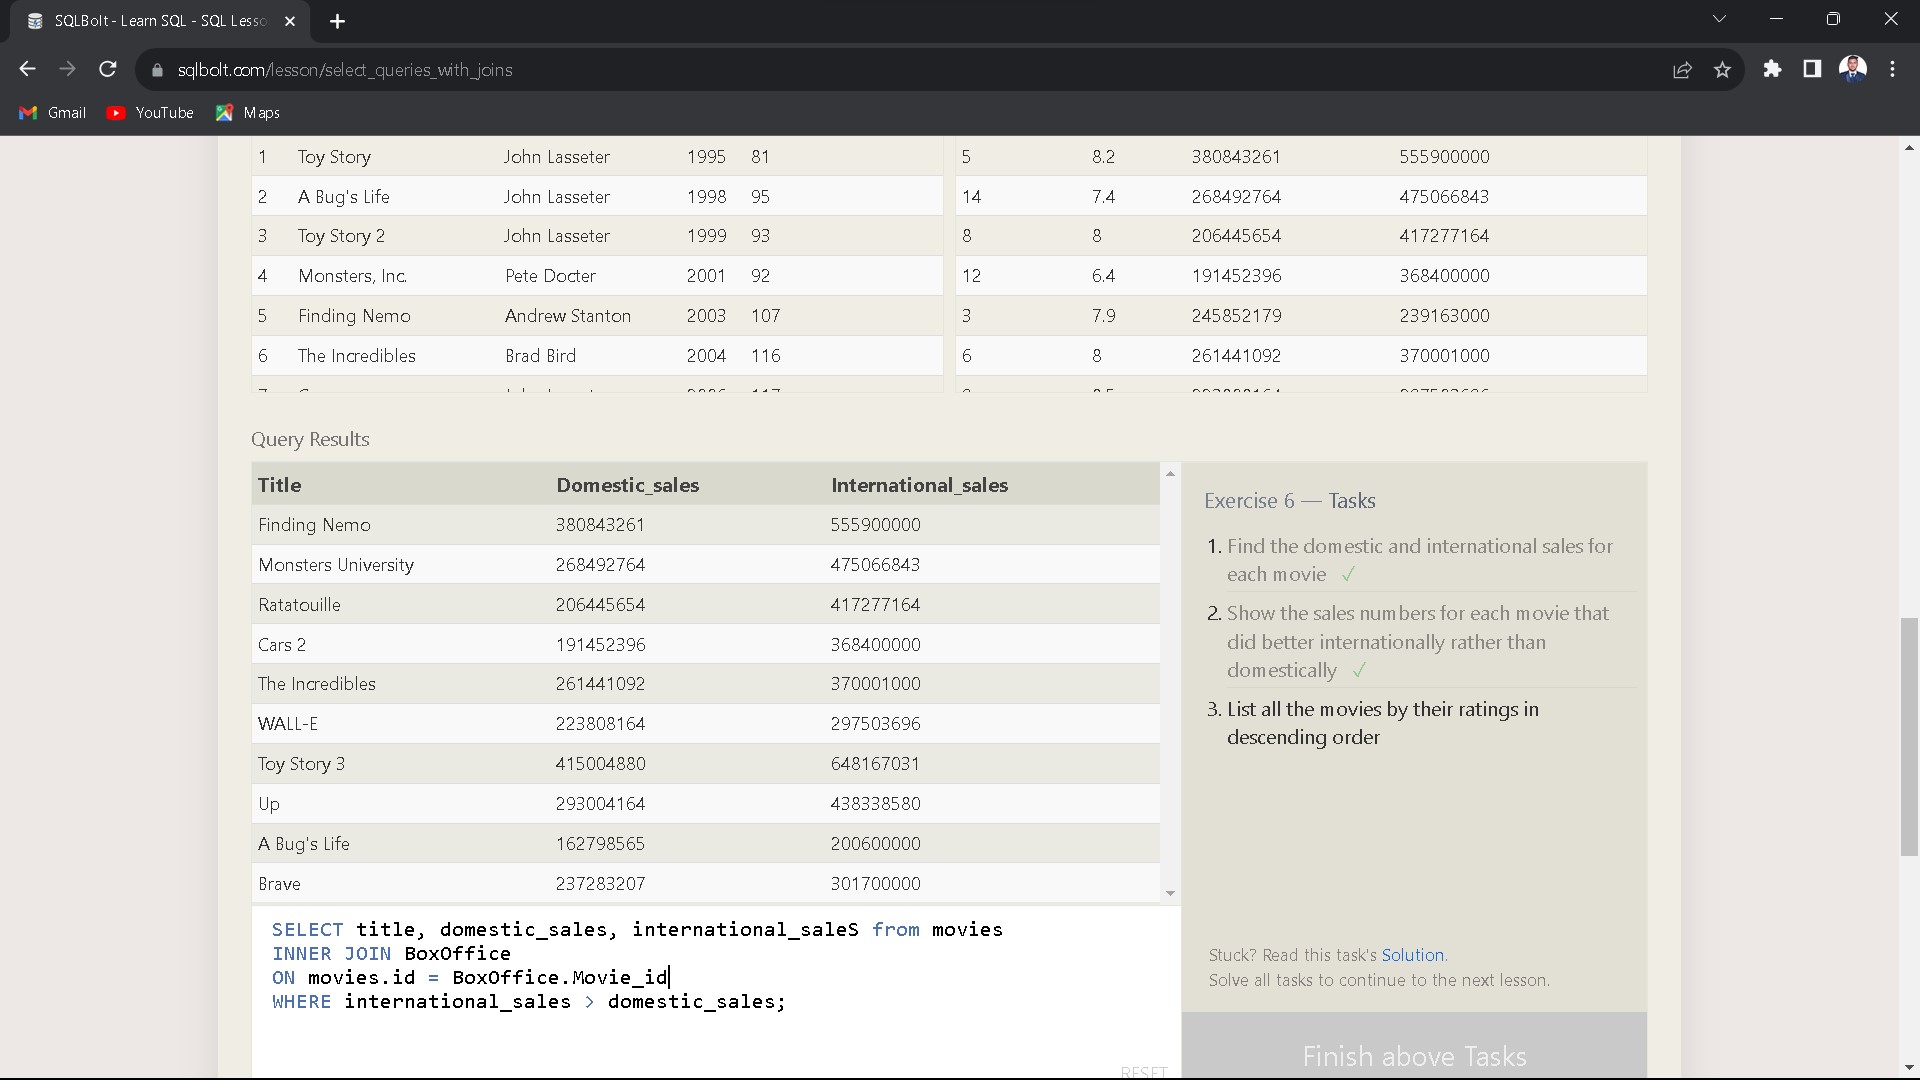 SQLBolt - Learn SQL - SQL Lesso
sqlbolt.com/lesson/select_queries_with_joins
Gmail YouTube Maps
1 Toy Story John Lasseter 1995 81 5 8.2 380843261 555900000
2 A Bug's Life John Lasseter 1998 95 14 7.4 268492764 475066843
3 Toy Story 2 John Lasseter 1999 93 8 8 206445654 417277164
4 Monsters, Inc. Pete Docter 2001 92 12 6.4 191452396 368400000
5 Finding Nemo Andrew Stanton 2003 107 3 7.9 245852179 239163000
6 The Incredibles Brad Bird 2004 116 6 8 261441092 370001000
Query Results
Title Domestic_sales International_sales
Finding Nemo 380843261 555900000
Monsters University 268492764 475066843
Ratatouille 206445654 417277164
Cars 2 191452396 368400000
The Incredibles 261441092 370001000
WALL-E 223808164 297503696
Toy Story 3 415004880 648167031
Up 293004164 438338580
A Bug's Life 162798565 200600000
Brave 237283207 301700000
SELECT title, domestic_sales, international_saleS from movies
INNER JOIN BoxOffice
ON movies.id = BoxOffice.Movie_id
WHERE international_sales > domestic_sales;
RESET
Exercise 6 — Tasks
1. Find the domestic and international sales for
each movie ✓
2. Show the sales numbers for each movie that
did better internationally rather than
domestically ✓
3. List all the movies by their ratings in
descending order
Stuck? Read this task's Solution.
Solve all tasks to continue to the next lesson.
Finish above Tasks